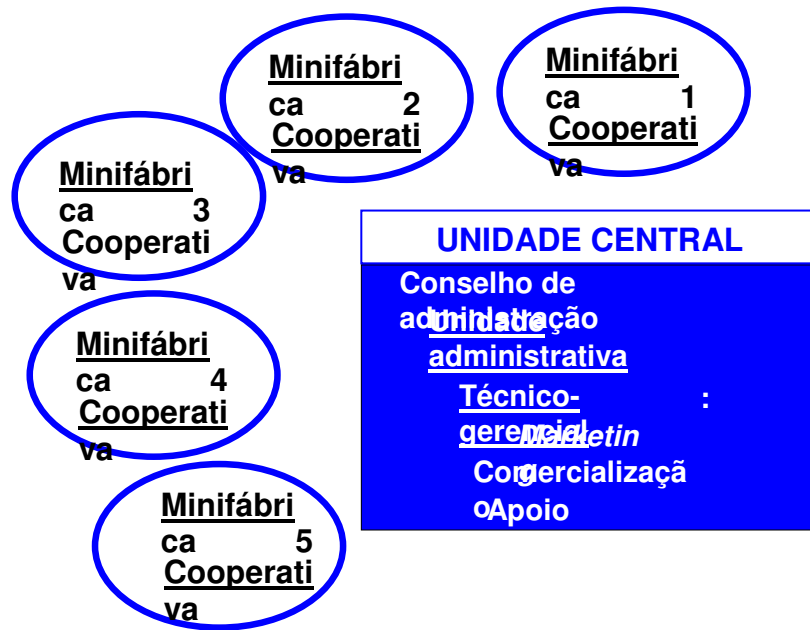 Minifábri
ca 2
Cooperati
va
Minifábri
ca 1
Cooperati
va
Minifábri
ca 3
Cooperati
va
UNIDADE CENTRAL
Conselho de
administração
Unidade
administrativa
Técnico-
gerencial :
Marketin
g
Comercializaçã
o
Apoio
Minifábri
ca 4
Cooperati
va
Minifábri
ca 5
Cooperati
va